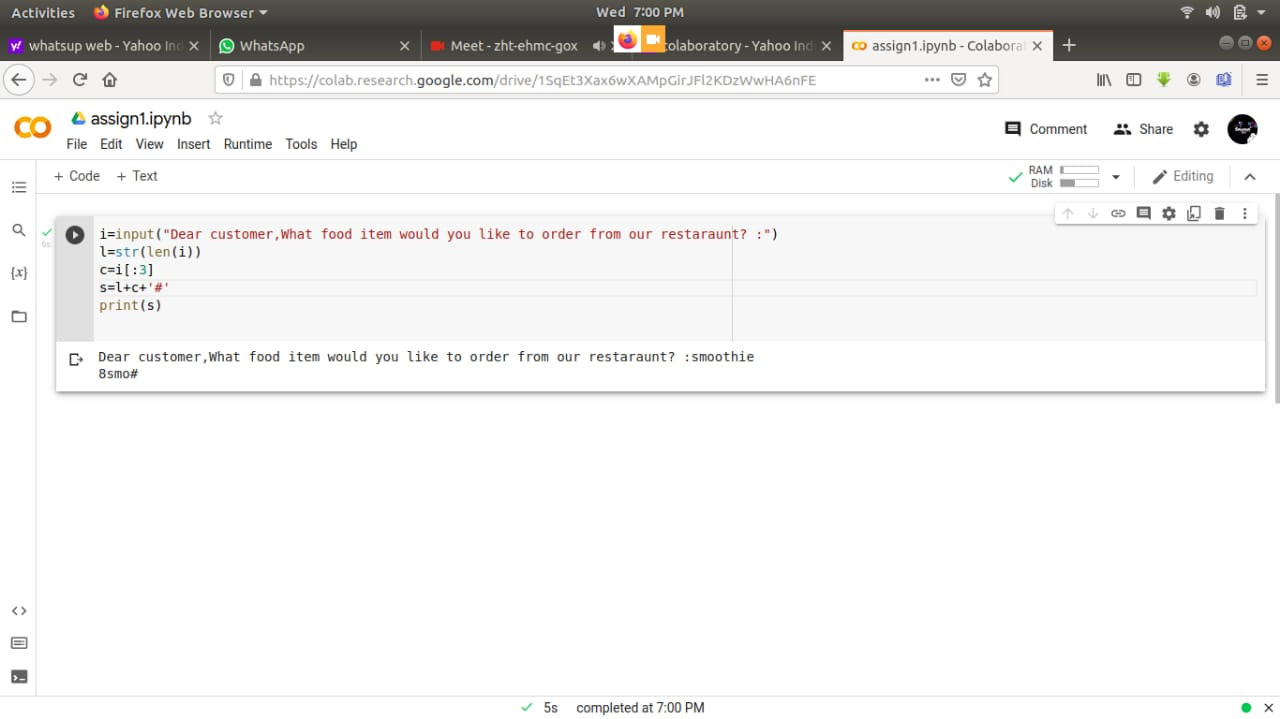 Activities Firefox Web Browser Wed 7:00 PM
whatsup web - Yahoo Ind WhatsApp Meet - zht-ehmc-gox colaboratory - Yahoo Indi assign1.ipynb - Colaborat
https://colab.research.google.com/drive/1SqEt3Xax6wXAMpGirJFl2KDzWwHA6nFE
assign1.ipynb
Comment Share
File Edit View Insert Runtime Tools Help
+ Code + Text
RAM
Disk
Editing
6s
i=input("Dear customer,What food item would you like to order from our restaraunt? :")
l=str(len(i))
c=i[:3]
s=l+c+'#'
print(s)
Dear customer,What food item would you like to order from our restaraunt? :smoothie
8smo#
5s completed at 7:00 PM